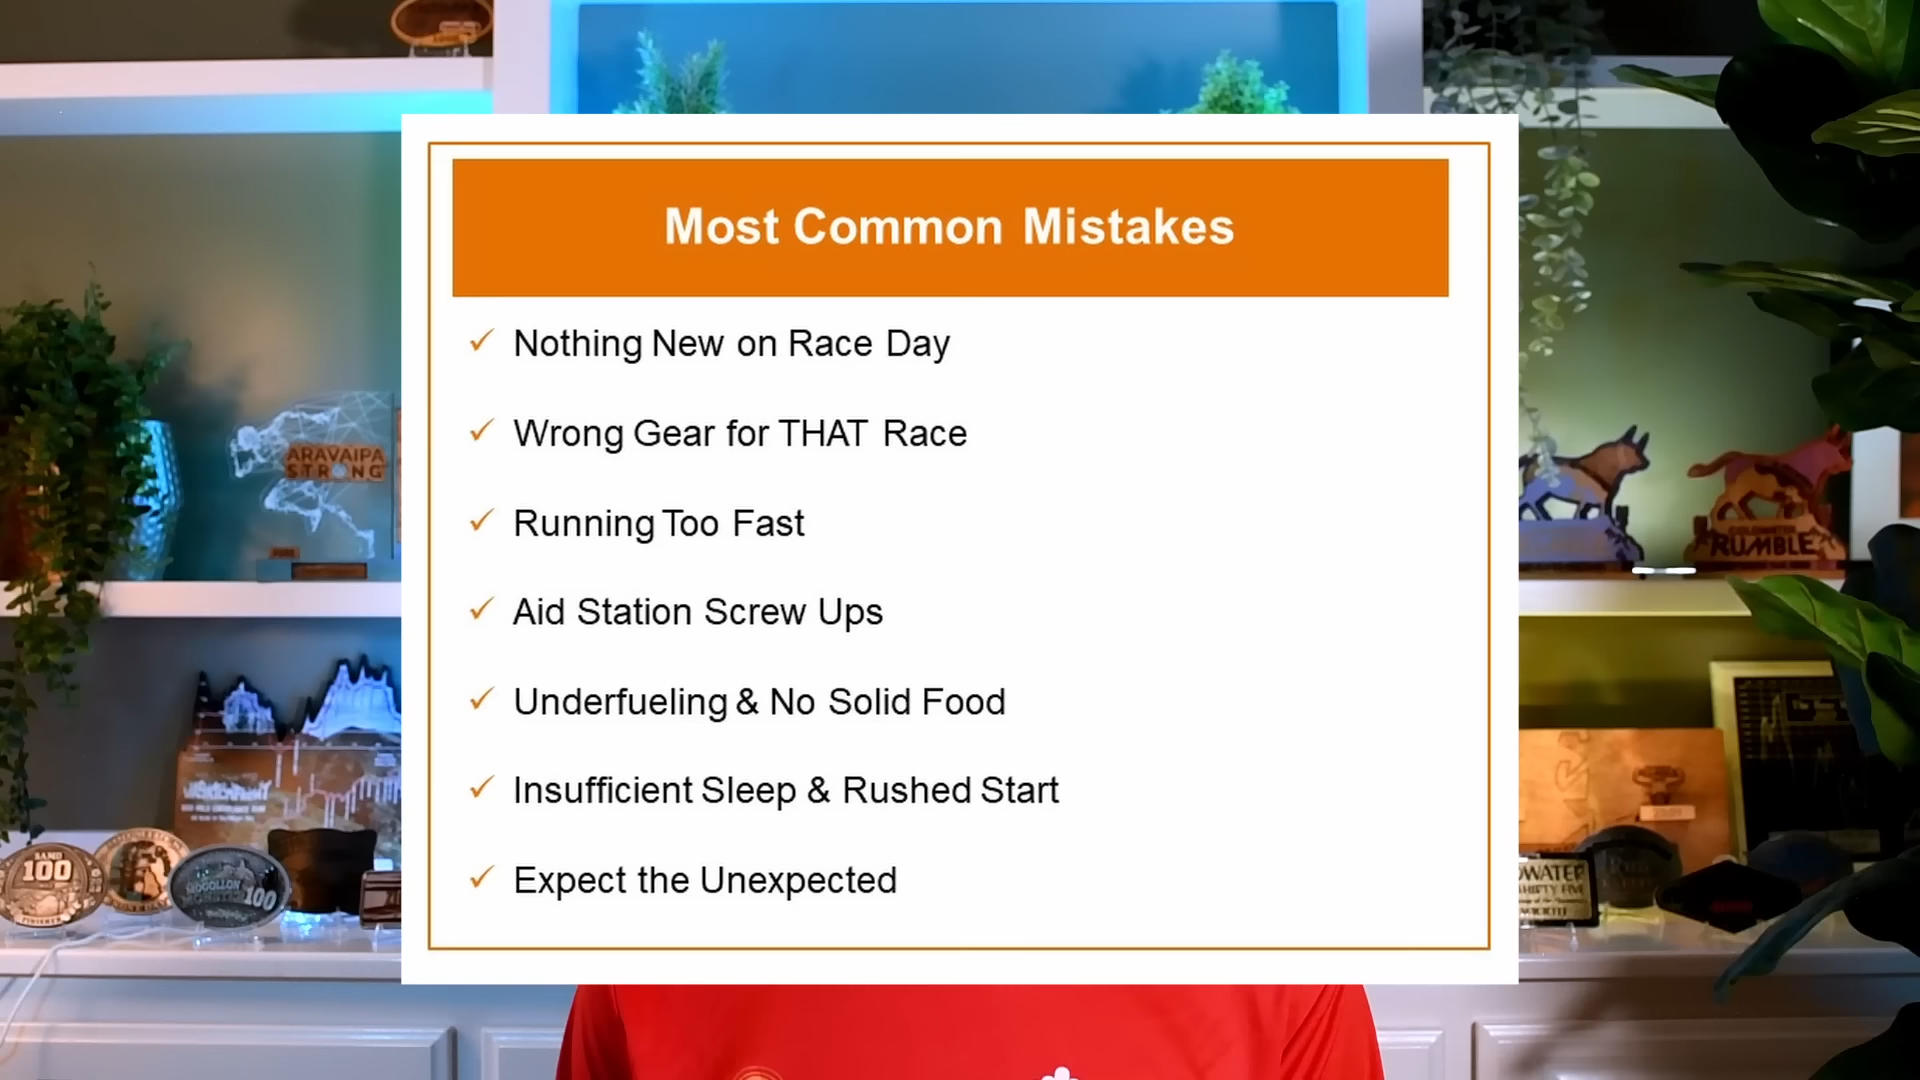 Most Common Mistakes
Nothing New on Race Day
Wrong Gear for THAT Race
Running Too Fast
Aid Station Screw Ups
Underfueling & No Solid Food
Insufficient Sleep & Rushed Start
Expect the Unexpected
ARAVAIPA
STRONG
RUMBLE
100
MOGOLLON
100